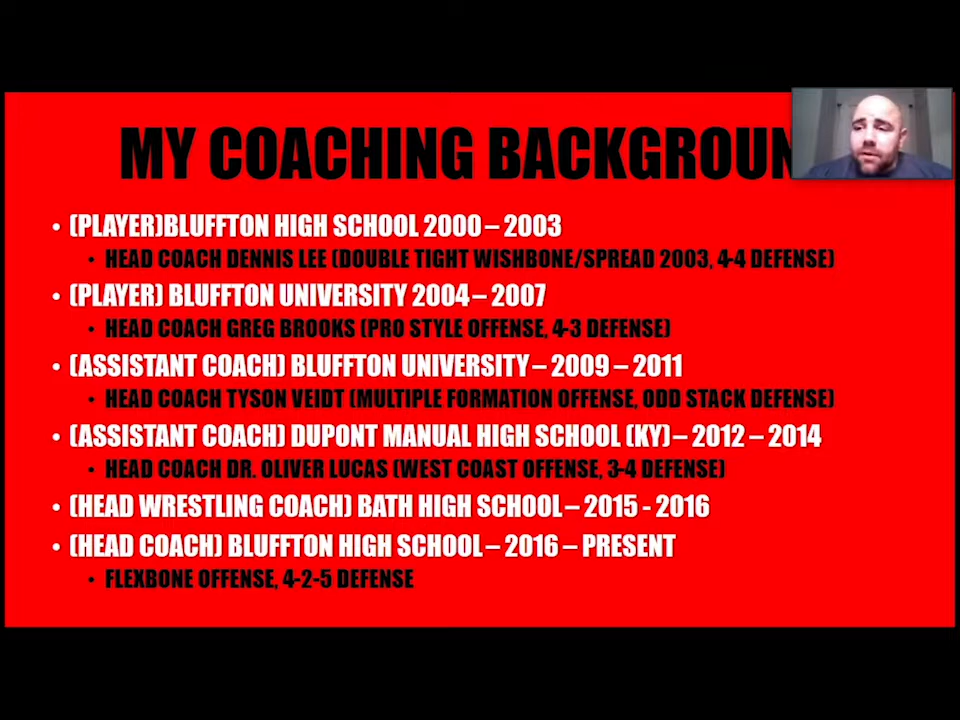 MY COACHING BACKGROUN
• (PLAYER)BLUFFTON HIGH SCHOOL 2000 – 2003
• HEAD COACH DENNIS LEE (DOUBLE TIGHT WISHBONE/SPREAD 2003, 4-4 DEFENSE)
• (PLAYER) BLUFFTON UNIVERSITY 2004 – 2007
• HEAD COACH GREG BROOKS (PRO STYLE OFFENSE, 4-3 DEFENSE)
• (ASSISTANT COACH) BLUFFTON UNIVERSITY – 2009 – 2011
• HEAD COACH TYSON VEIDT (MULTIPLE FORMATION OFFENSE, ODD STACK DEFENSE)
• (ASSISTANT COACH) DUPONT MANUAL HIGH SCHOOL (KY) – 2012 – 2014
• HEAD COACH DR. OLIVER LUCAS (WEST COAST OFFENSE, 3-4 DEFENSE)
• (HEAD WRESTLING COACH) BATH HIGH SCHOOL – 2015 - 2016
• (HEAD COACH) BLUFFTON HIGH SCHOOL – 2016 – PRESENT
• FLEXBONE OFFENSE, 4-2-5 DEFENSE